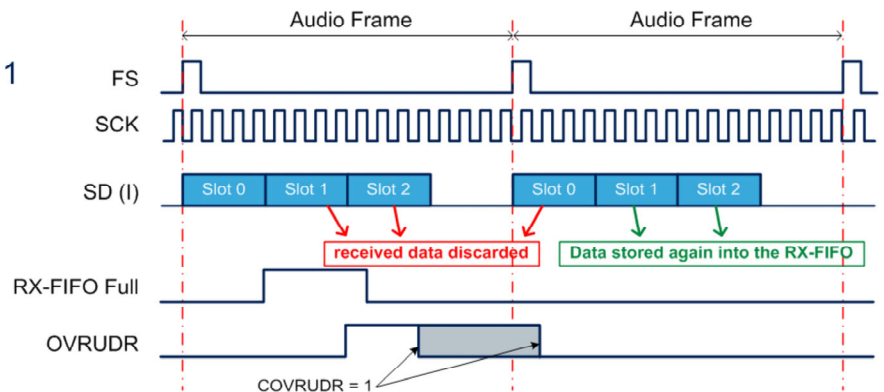 Audio Frame
Audio Frame
1
FS
SCK
SD (I)
Slot 0
Slot 1
Slot 2
Slot 0
Slot 1
Slot 2
received data discarded
Data stored again into the RX-FIFO
RX-FIFO Full
OVRUDR
COVRUDR = 1